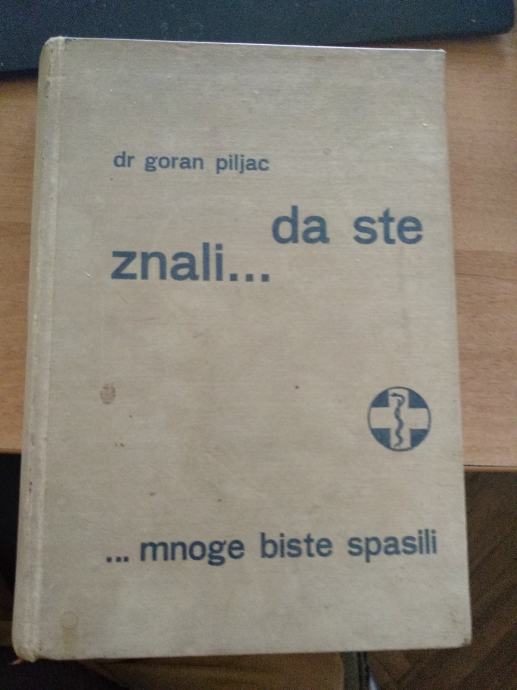 dr goran piljac
da ste
znali...
... mnoge biste spasili